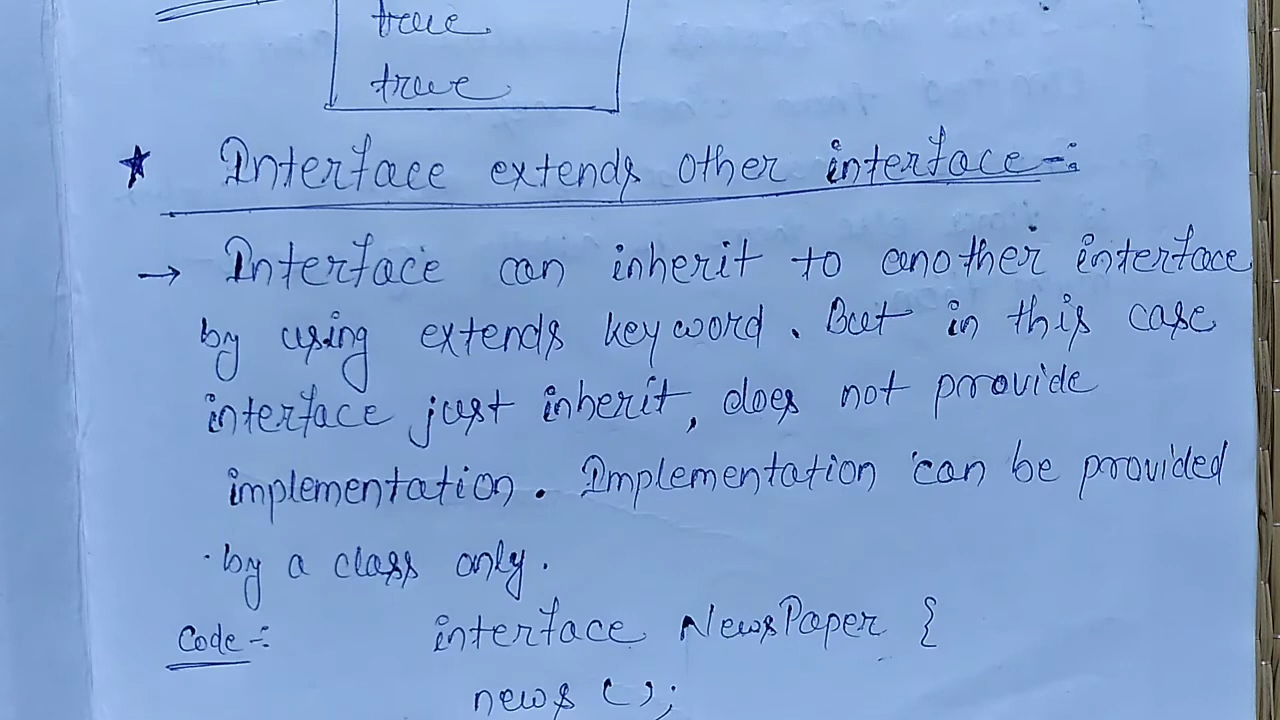 true
true
★ Interface extends other interface -:
→ Interface can inherit to another interface
by using extends keyword. But in this case
interface just inherit, does not provide
implementation. Implementation can be provided
by a class only.
Code -: interface NewsPaper {
news ();